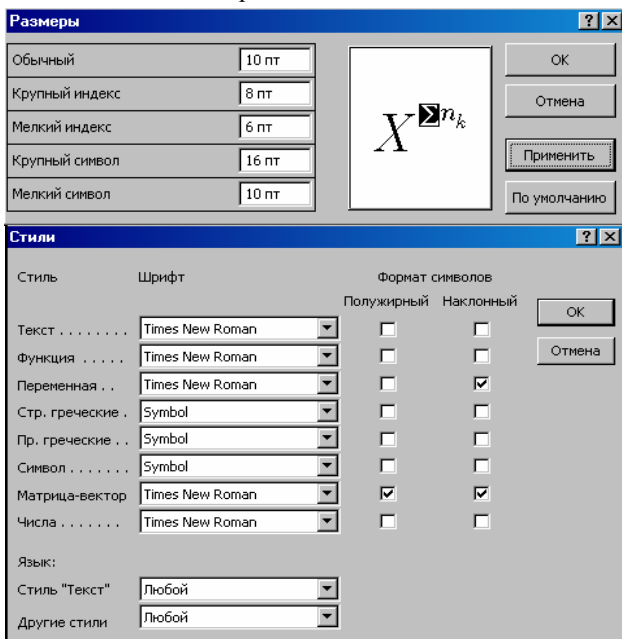 Размеры
Обычный 10 пт
Крупный индекс 8 пт
Мелкий индекс 6 пт
Крупный символ 16 пт
Мелкий символ 10 пт
X Σ n k
OK
Отмена
Применить
По умолчанию
Стили
Стиль Шрифт Формат символов
Полужирный Наклонный
OK
Отмена
Текст . . . . . . . . Times New Roman
Функция . . . . . Times New Roman
Переменная . . Times New Roman
Стр. греческие . Symbol
Пр. греческие . . Symbol
Символ . . . . . . . Symbol
Матрица-вектор Times New Roman
Числа . . . . . . . Times New Roman
Язык:
Стиль "Текст" Любой
Другие стили Любой